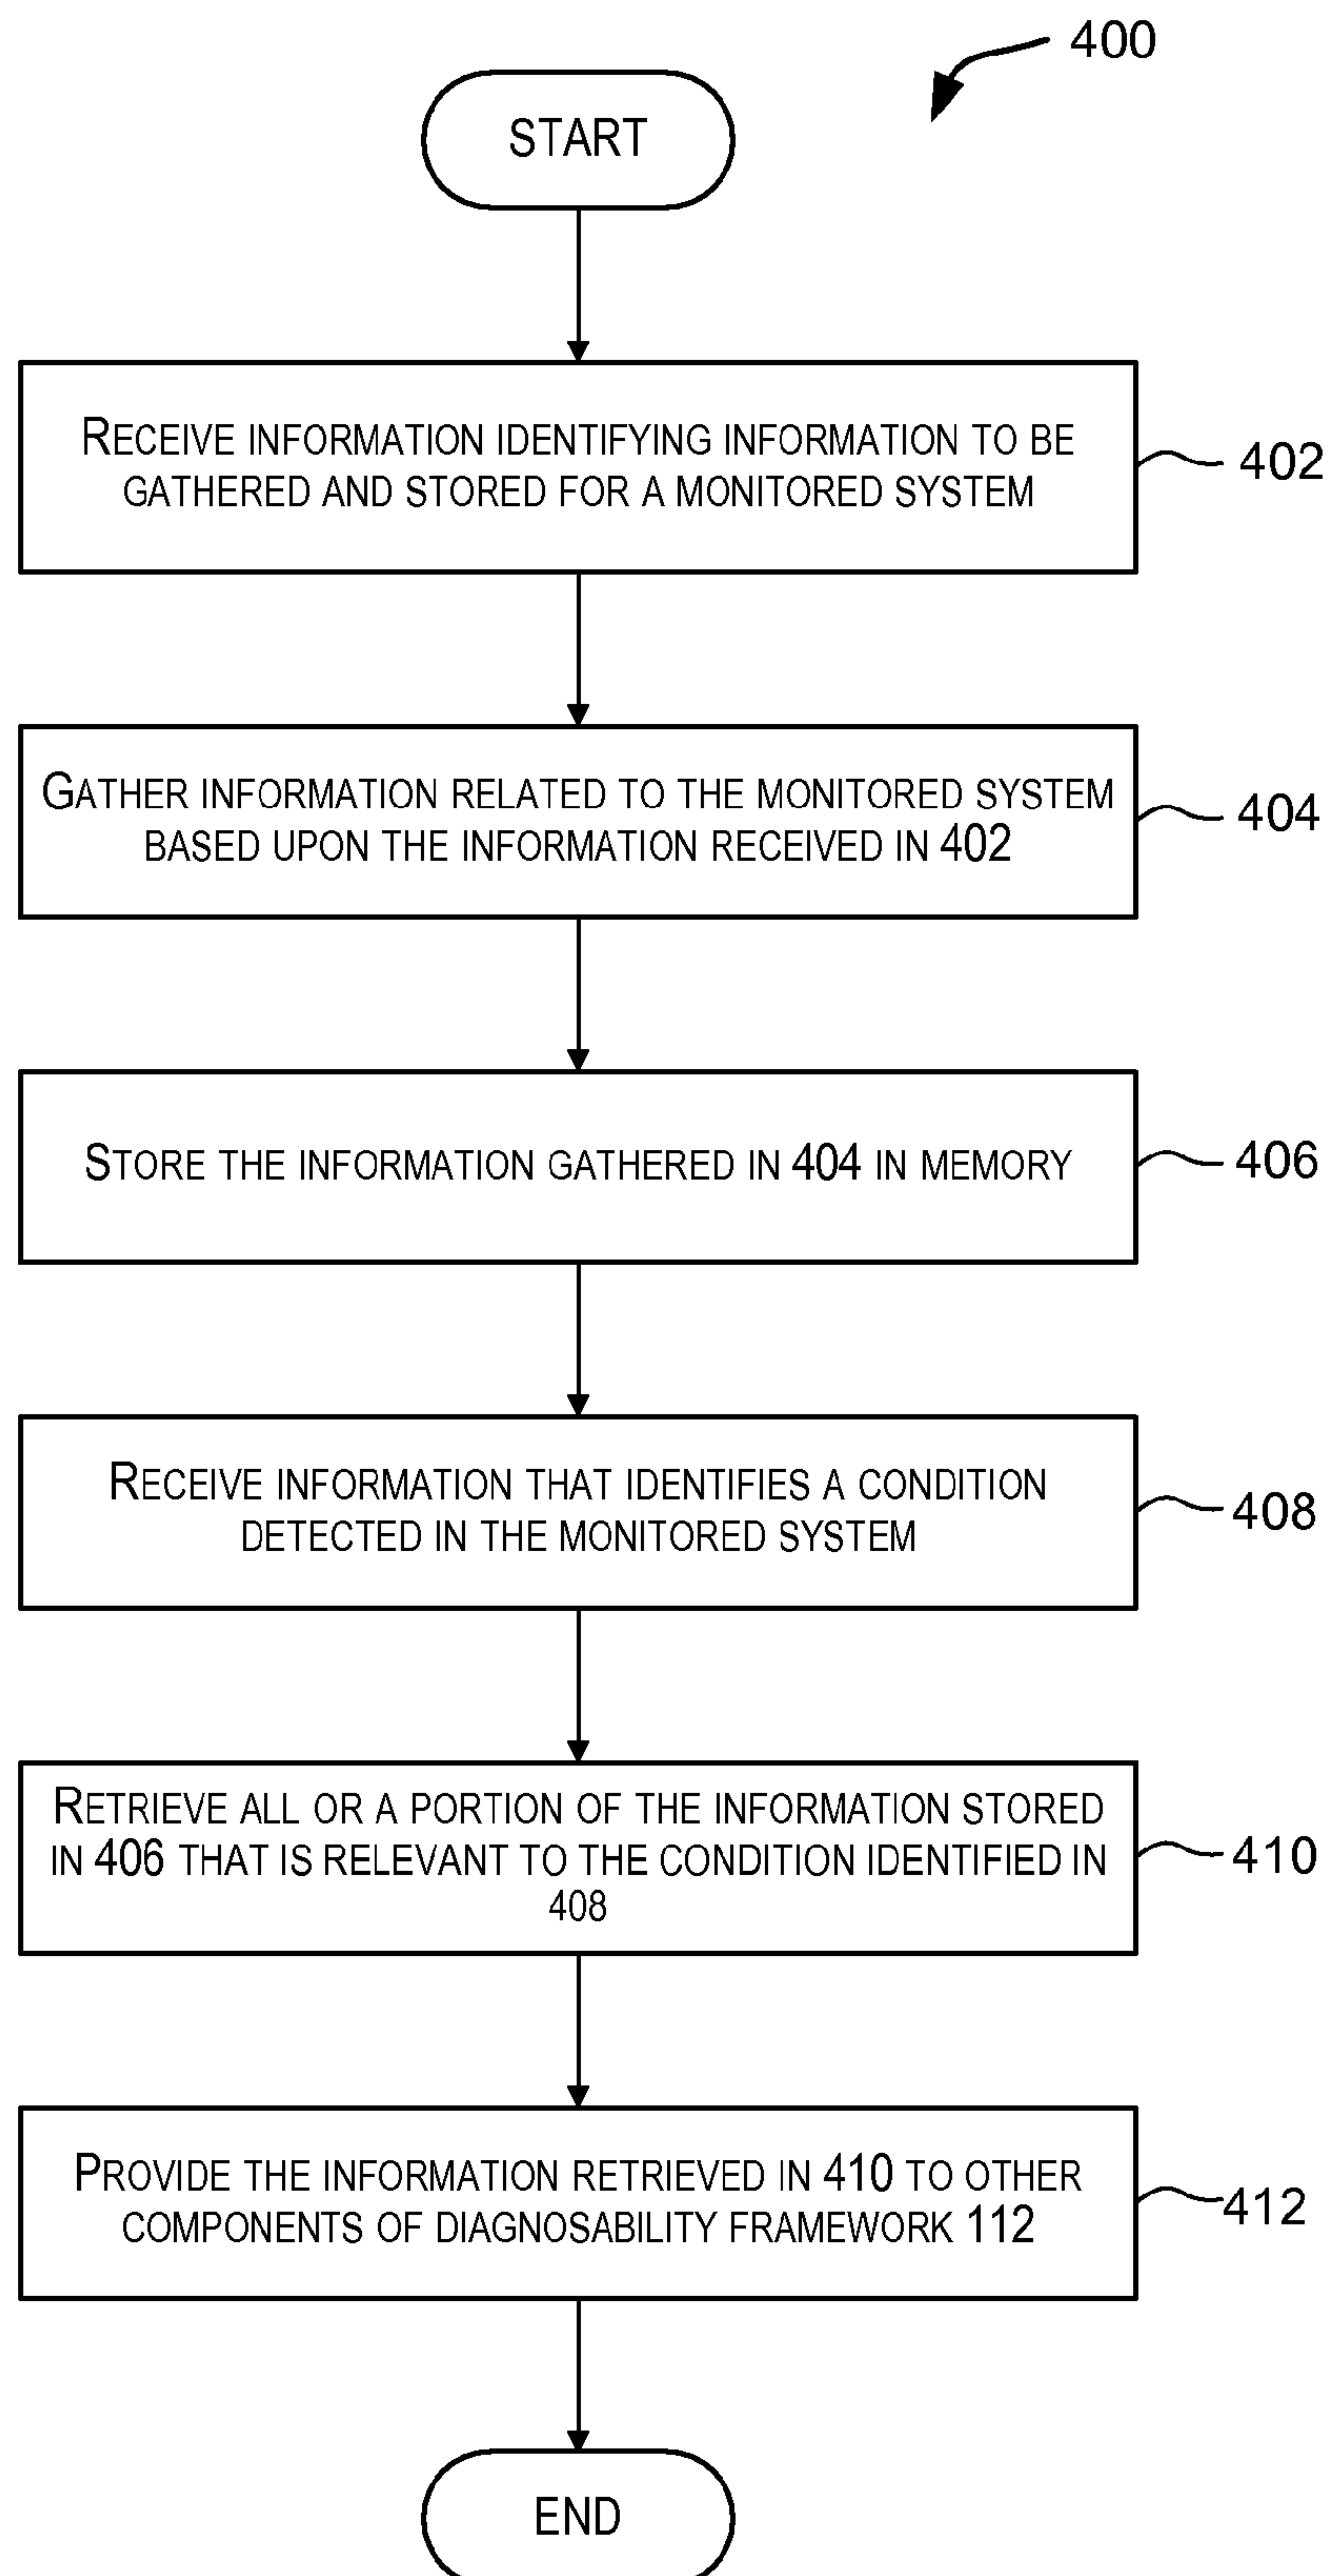 400
START
RECEIVE INFORMATION IDENTIFYING INFORMATION TO BE
GATHERED AND STORED FOR A MONITORED SYSTEM
402
GATHER INFORMATION RELATED TO THE MONITORED SYSTEM
BASED UPON THE INFORMATION RECEIVED IN 402
404
STORE THE INFORMATION GATHERED IN 404 IN MEMORY
406
RECEIVE INFORMATION THAT IDENTIFIES A CONDITION
DETECTED IN THE MONITORED SYSTEM
408
RETRIEVE ALL OR A PORTION OF THE INFORMATION STORED
IN 406 THAT IS RELEVANT TO THE CONDITION IDENTIFIED IN
408
410
PROVIDE THE INFORMATION RETRIEVED IN 410 TO OTHER
COMPONENTS OF DIAGNOSABILITY FRAMEWORK 112
412
END